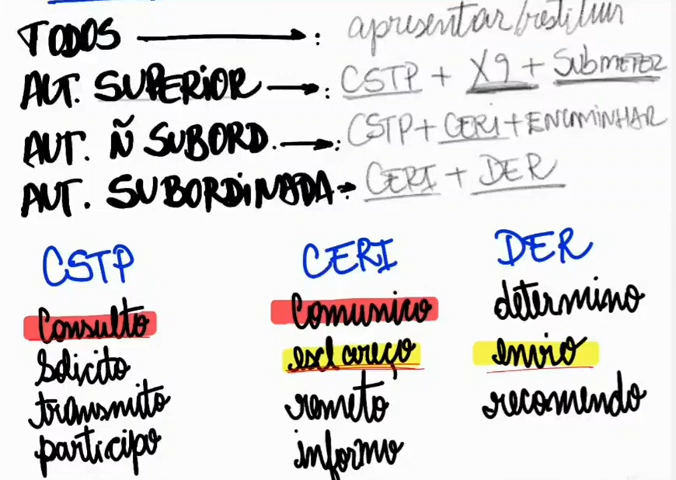 TODOS → : apresentar/restituir
AUT. SUPERIOR → : CSTP + X9 + SUBMETER
AUT. Ñ SUBORD. → : CSTP + CERI + ENCAMINHAR
AUT. SUBORDINADA → CERI + DER
CSTP CERI DER
Consulto Comunico determino
Solicito esclareço envio
transmito remeto recomendo
participo informo